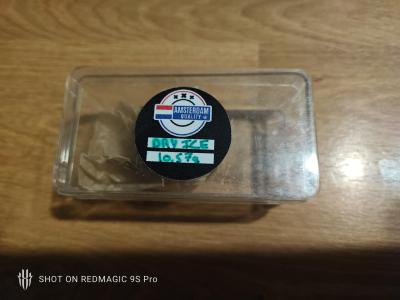 AMSTERDAM
QUALITY
DRY ICE
10.57g
SHOT ON REDMAGIC 9S Pro